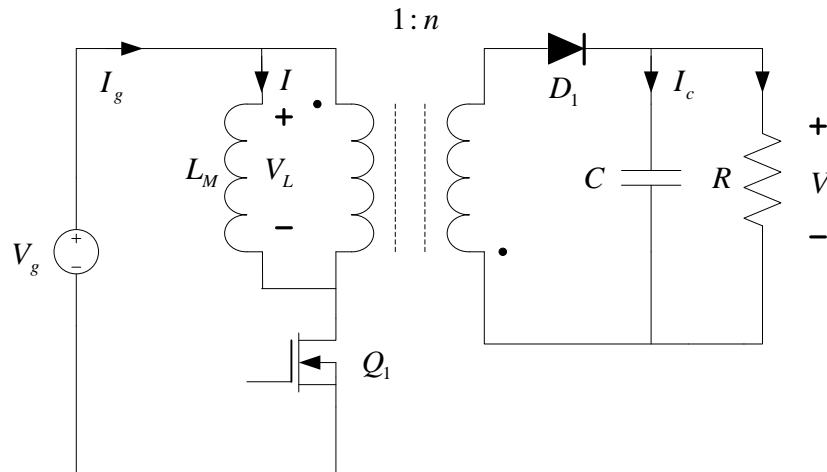 1:n
I_g
I
+
L_M
V_L
−
D_1
I_c
C
R
+
V
−
V_g
+
−
Q_1